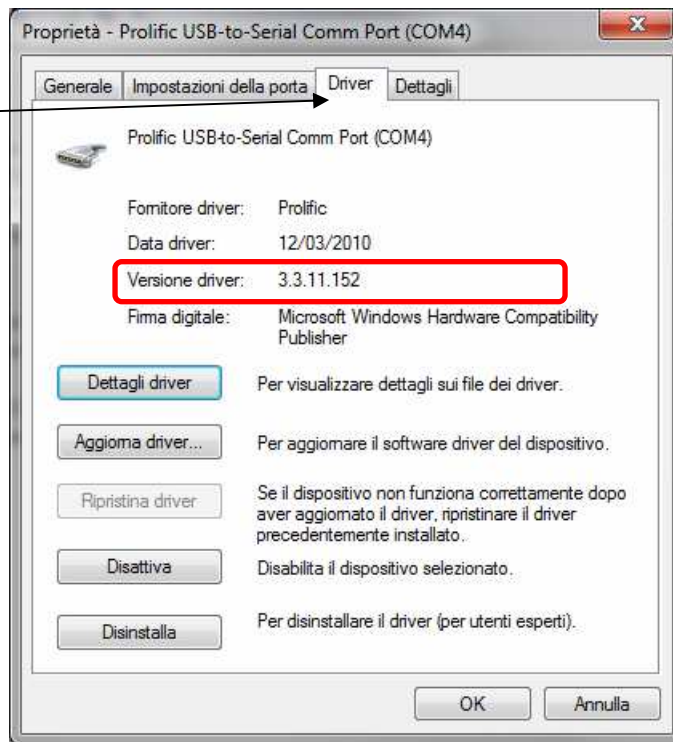 Proprietà - Prolific USB-to-Serial Comm Port (COM4)
Generale Impostazioni della porta Driver Dettagli
Prolific USB-to-Serial Comm Port (COM4)
Fornitore driver: Prolific
Data driver: 12/03/2010
Versione driver: 3.3.11.152
Firma digitale: Microsoft Windows Hardware Compatibility
Publisher
Dettagli driver Per visualizzare dettagli sui file dei driver.
Aggiorna driver... Per aggiornare il software driver del dispositivo.
Ripristina driver Se il dispositivo non funziona correttamente dopo
aver aggiornato il driver, ripristinare il driver
precedentemente installato.
Disattiva Disabilita il dispositivo selezionato.
Disinstalla Per disinstallare il driver (per utenti esperti).
OK Annulla